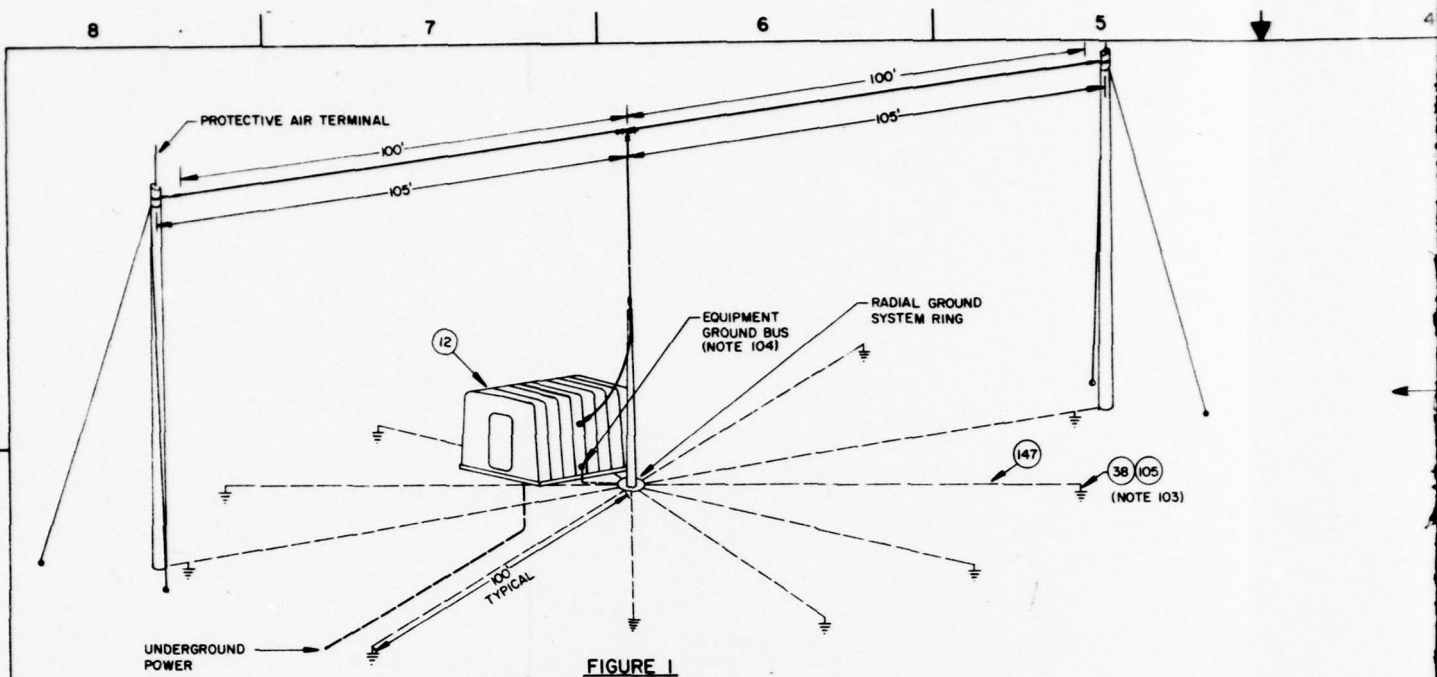 8 7 6 5 4
PROTECTIVE AIR TERMINAL
100'
100'
105'
105'
12
EQUIPMENT
GROUND BUS
(NOTE 104)
RADIAL GROUND
SYSTEM RING
147
38 105
(NOTE 103)
100'
TYPICAL
UNDERGROUND
POWER
FIGURE 1